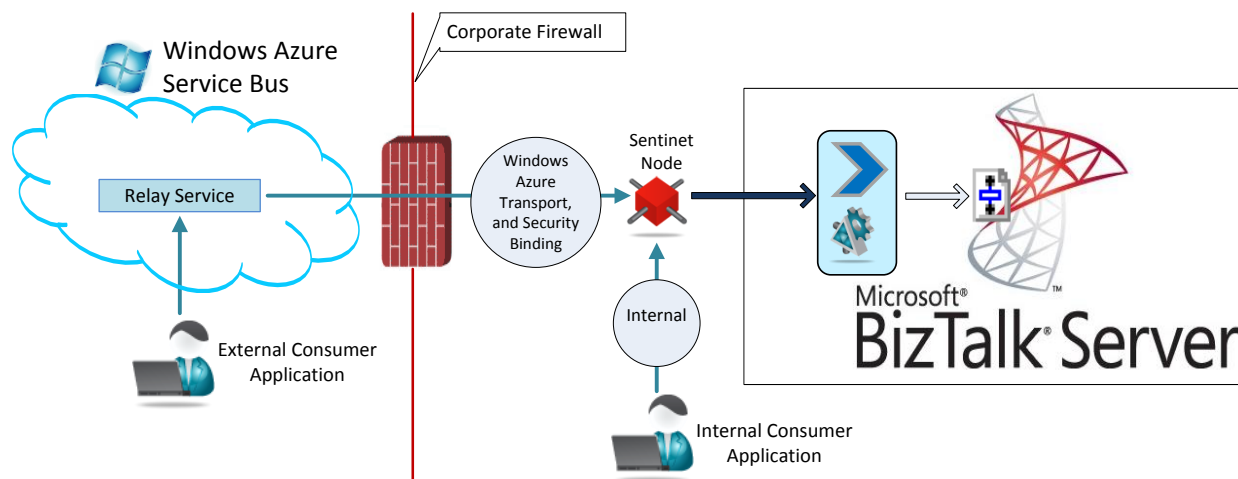 Windows Azure
Service Bus
Corporate Firewall
Relay Service
Windows
Azure
Transport,
and Security
Binding
Sentinet
Node
Internal
External Consumer
Application
Internal Consumer
Application
TM
Microsoft®
BizTalk® Server